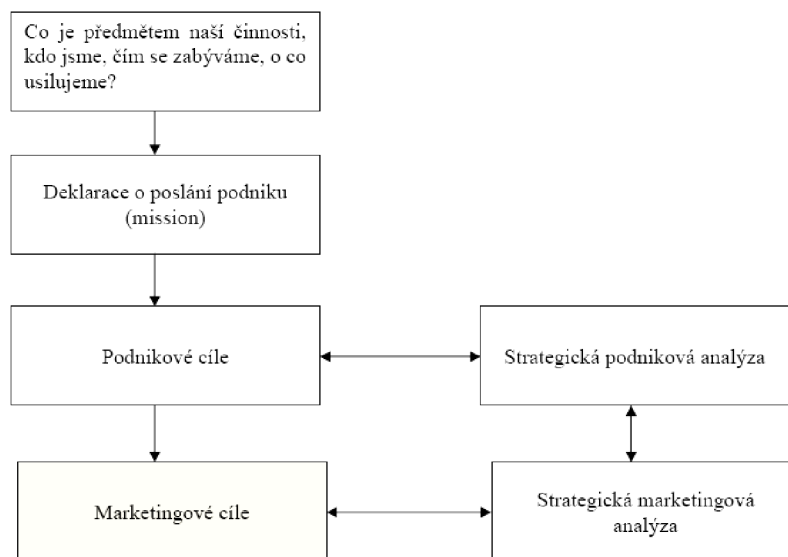 Co je předmětem naší činnosti,
kdo jsme, čím se zabýváme, o co
usilujeme?
Deklarace o poslání podniku
(mission)
Podnikové cíle
Strategická podniková analýza
Marketingové cíle
Strategická marketingová
analýza